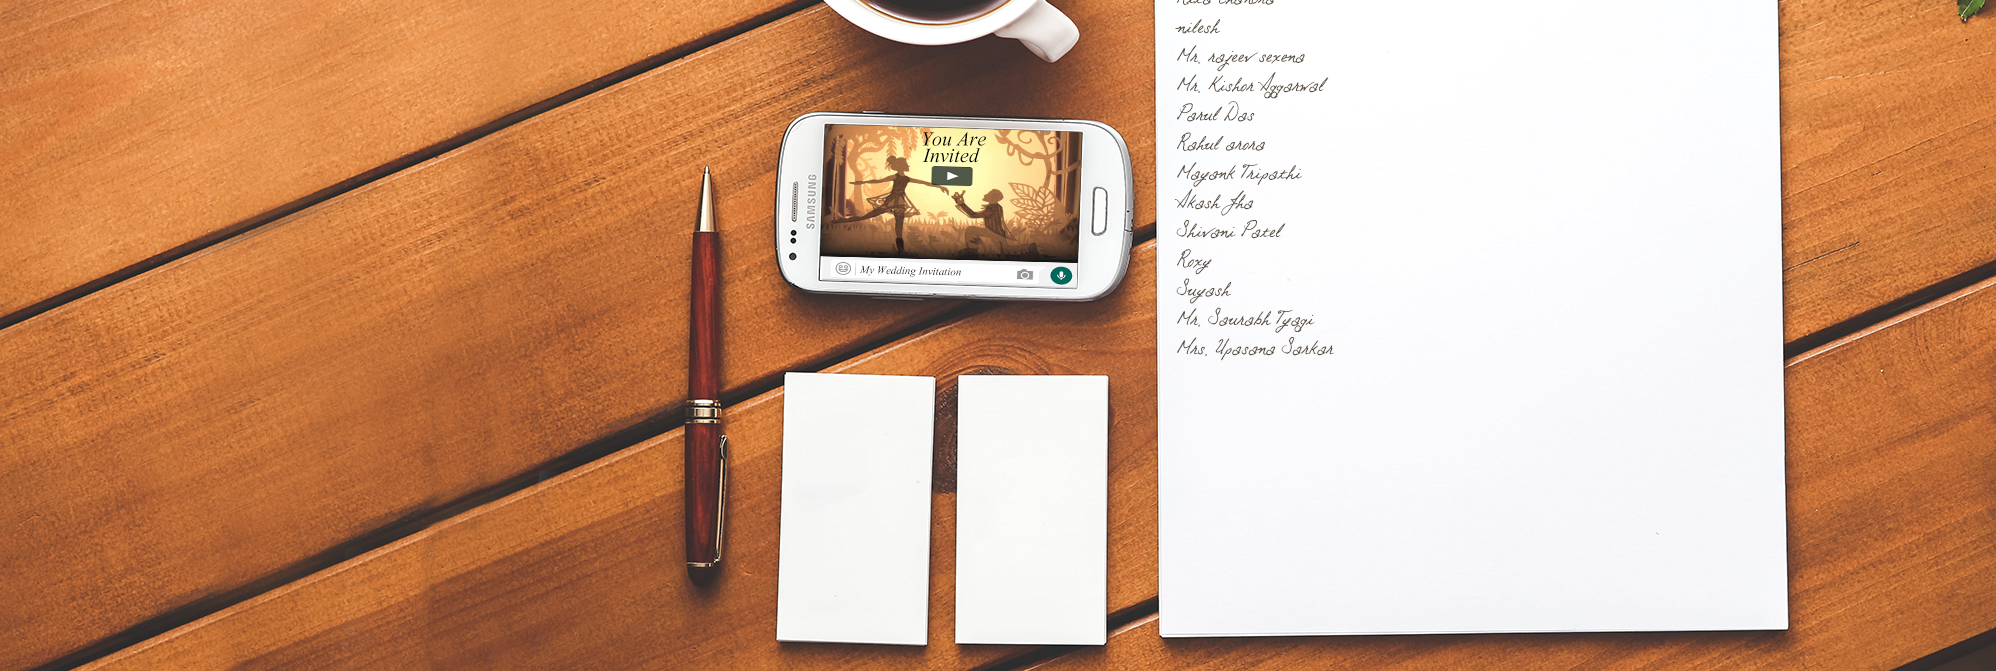 You Are
Invited
SAMSUNG
My Wedding Invitation
nilesh
Mr. rajeev sexena
Mr. Kishor Aggarwal
Parul Das
Rahul arora
Mayank Tripathi
Akash Jha
Shivani Patel
Roxy
Suyash
Mr. Saurabh Tyagi
Mrs. Upasana Sarkar